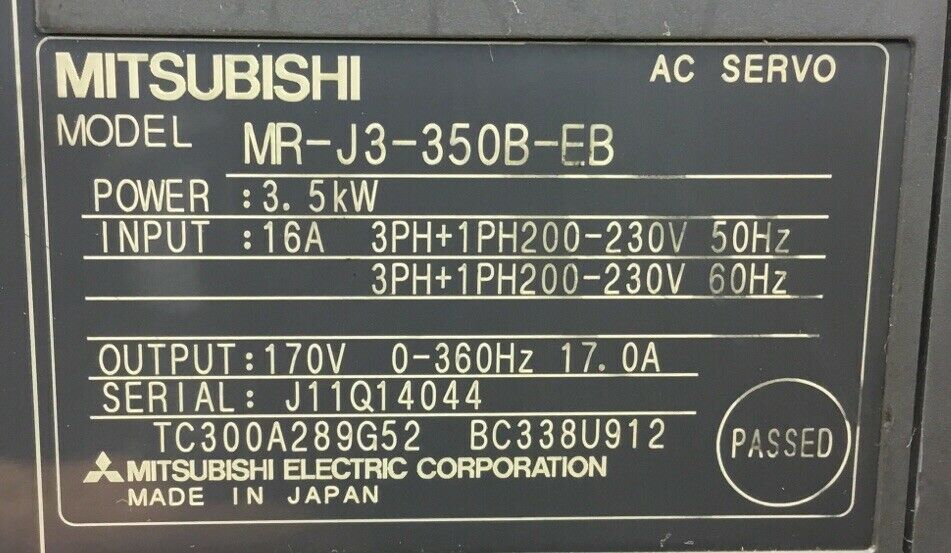 MITSUBISHI AC SERVO
MODEL MR-J3-350B-EB
POWER :3.5kW
INPUT :16A 3PH+1PH200-230V 50Hz
3PH+1PH200-230V 60Hz
OUTPUT:170V 0-360Hz 17.0A
SERIAL: J11Q14044
TC300A289G52 BC338U912
PASSED
MITSUBISHI ELECTRIC CORPORATION
MADE IN JAPAN